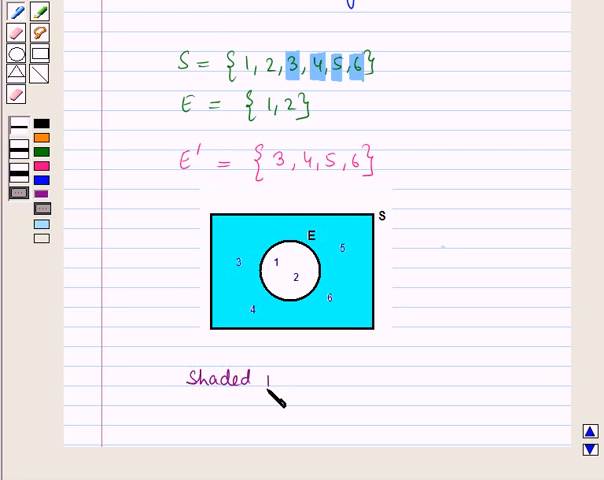 S = {1, 2, 3, 4, 5, 6}
E = {1, 2}
E' = {3, 4, 5, 6}
S
E
5
3
1
2
6
4
Shaded